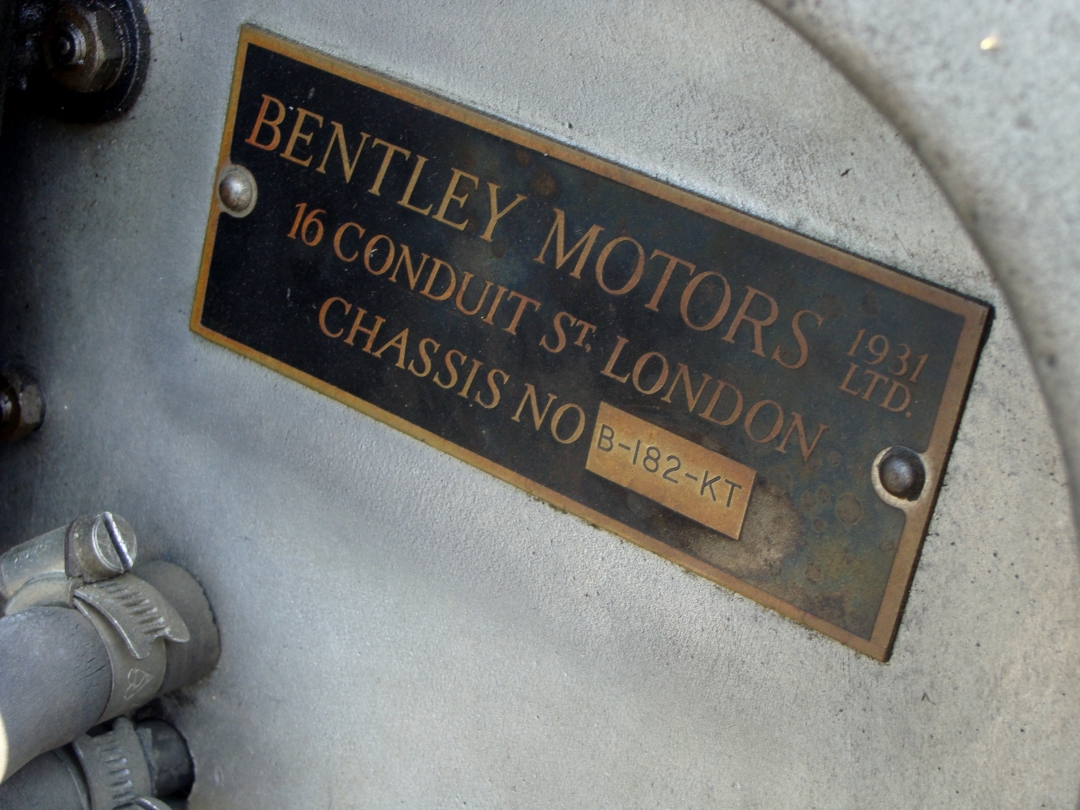 BENTLEY MOTORS 1931 LTD.
16 CONDUIT ST, LONDON
CHASSIS NO B-182-KT